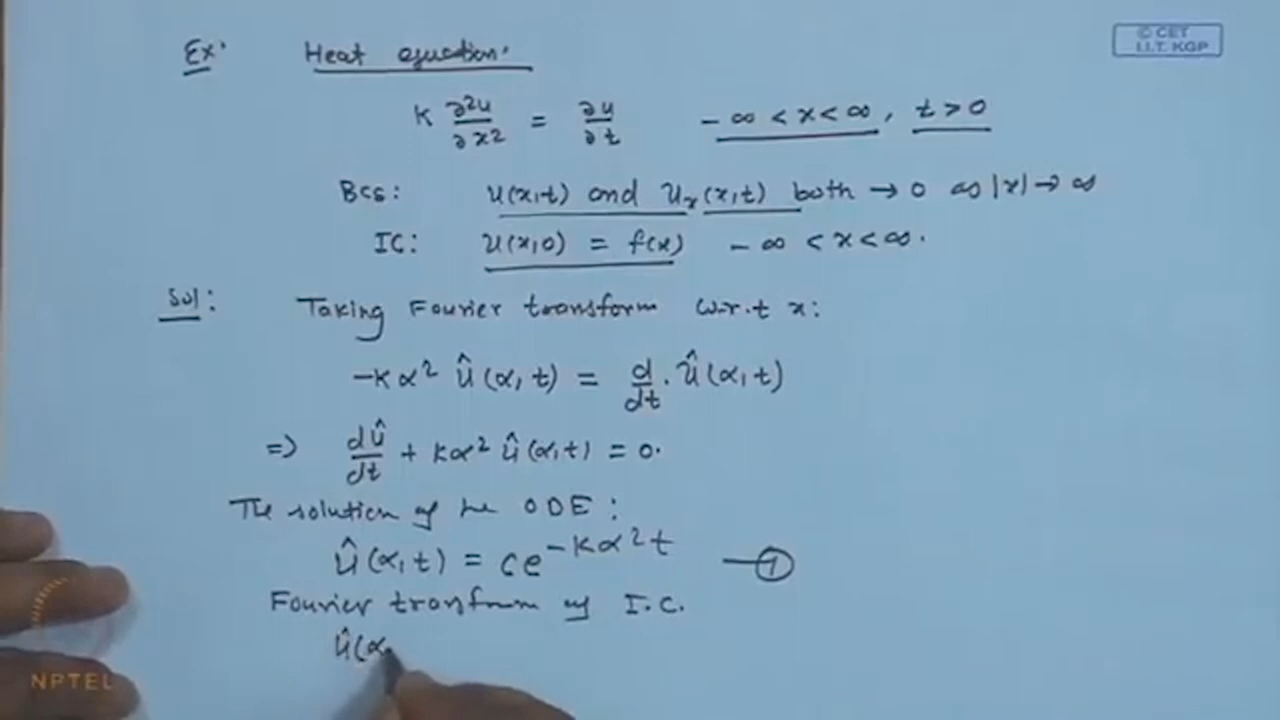 © CET
I.I.T. KGP
Ex: Heat equation.
K ∂²u/∂x² = ∂u/∂t   -∞ < x < ∞, t > 0
BCs: u(x,t) and uₓ(x,t) both → 0 as |x| → ∞
IC: u(x,0) = f(x)   -∞ < x < ∞.
Sol: Taking Fourier transform w.r.t x:
-Kα² û(α,t) = d/dt · û(α,t)
⇒ dû/dt + Kα² û(α,t) = 0.
The solution of the ODE:
û(α,t) = ce^{-Kα²t} —①
Fourier transform of I.C.
û(α,
NPTEL